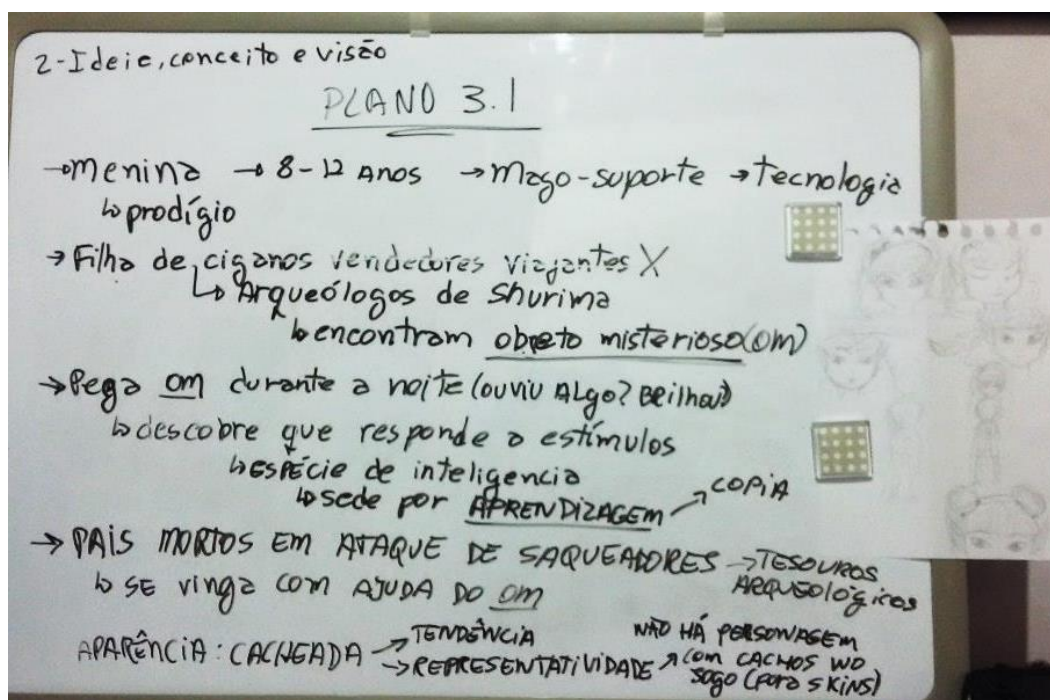 2-Ideia, conceito e visão
PLANO 3.1
→ menina → 8-12 ANOS → mago-suporte → tecnologia
↳ prodígio
→ Filha de ciganos vendedores viajantes X
↳ Arqueólogos de Shurima
↳ encontram objeto misterioso (OM)
→ Pega OM durante a noite (ouviu ALgo? BRilhou?)
↳ descobre que responde a estímulos
↳ ESPÉCIE de inteligencia
↳ sede por APRENDIZAGEM → COPIA
→ PAIS MORTOS EM ATAQUE DE SAQUEADORES → TESOUROS ARQUEOlógicos
↳ SE vinga com AJUDA DO OM
APARÊNCIA: CACHEADA → TENDÊNCIA
→ REPRESENTATIVIDADE ↗ NÃO HÁ PERSONAGEM
com CACHOS NO
JOGO (para SKINS)